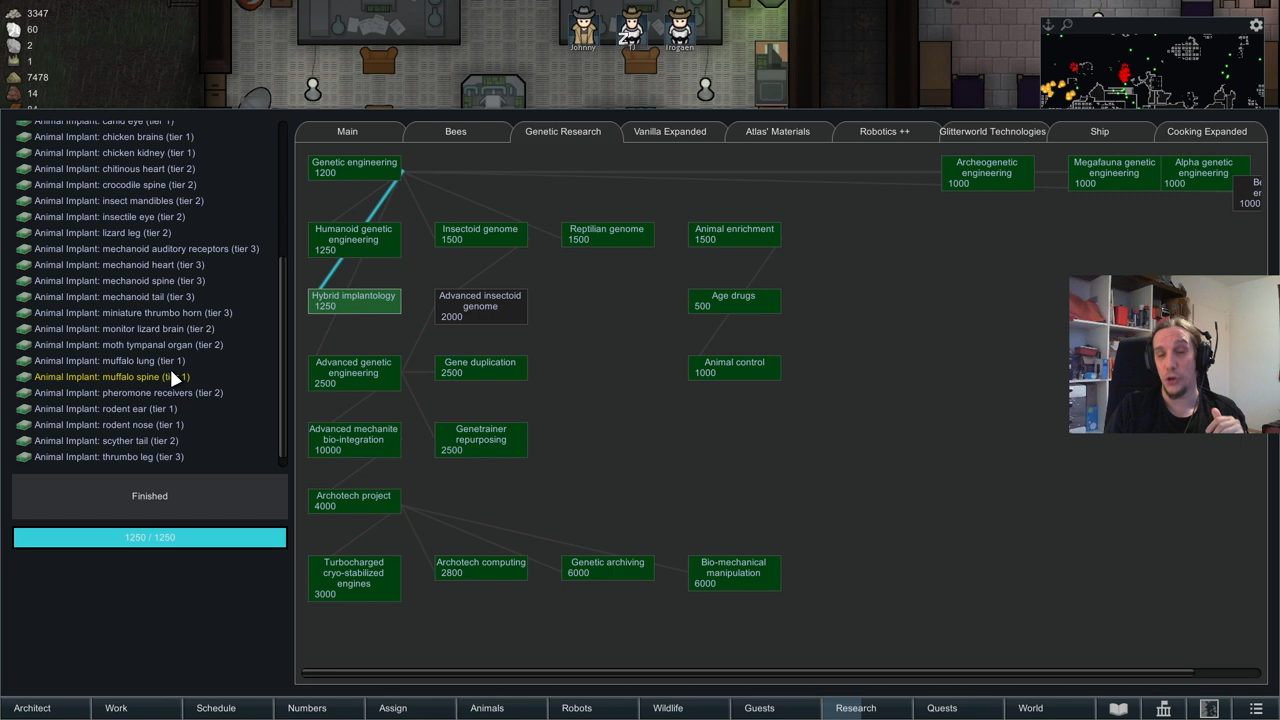 3347
60
2
1
7478
14
Johnny
TJ
Trogaen
Animal Implant: canid eye (tier 1)
Animal Implant: chicken brains (tier 1)
Animal Implant: chicken kidney (tier 1)
Animal Implant: chitinous heart (tier 2)
Animal Implant: crocodile spine (tier 2)
Animal Implant: insect mandibles (tier 2)
Animal Implant: insectile eye (tier 2)
Animal Implant: lizard leg (tier 2)
Animal Implant: mechanoid auditory receptors (tier 3)
Animal Implant: mechanoid heart (tier 3)
Animal Implant: mechanoid spine (tier 3)
Animal Implant: mechanoid tail (tier 3)
Animal Implant: miniature thrumbo horn (tier 3)
Animal Implant: monitor lizard brain (tier 2)
Animal Implant: moth tympanal organ (tier 2)
Animal Implant: muffalo lung (tier 1)
Animal Implant: muffalo spine (tier 1)
Animal Implant: pheromone receivers (tier 2)
Animal Implant: rodent ear (tier 1)
Animal Implant: rodent nose (tier 1)
Animal Implant: scyther tail (tier 2)
Animal Implant: thrumbo leg (tier 3)
Finished
1250 / 1250
Main
Bees
Genetic Research
Vanilla Expanded
Atlas' Materials
Robotics ++
Glitterworld Technologies
Ship
Cooking Expanded
Genetic engineering
1200
Archeogenetic
engineering
1000
Megafauna genetic
engineering
1000
Alpha genetic
engineering
1000
1000
Humanoid genetic
engineering
1250
Insectoid genome
1500
Reptilian genome
1500
Animal enrichment
1500
Hybrid implantology
1250
Advanced insectoid
genome
2000
Age drugs
500
Advanced genetic
engineering
2500
Gene duplication
2500
Animal control
1000
Advanced mechanite
bio-integration
10000
Genetrainer
repurposing
2500
Archotech project
4000
Turbocharged
cryo-stabilized
engines
3000
Archotech computing
2800
Genetic archiving
6000
Bio-mechanical
manipulation
6000
Architect
Work
Schedule
Numbers
Assign
Animals
Robots
Wildlife
Guests
Research
Quests
World